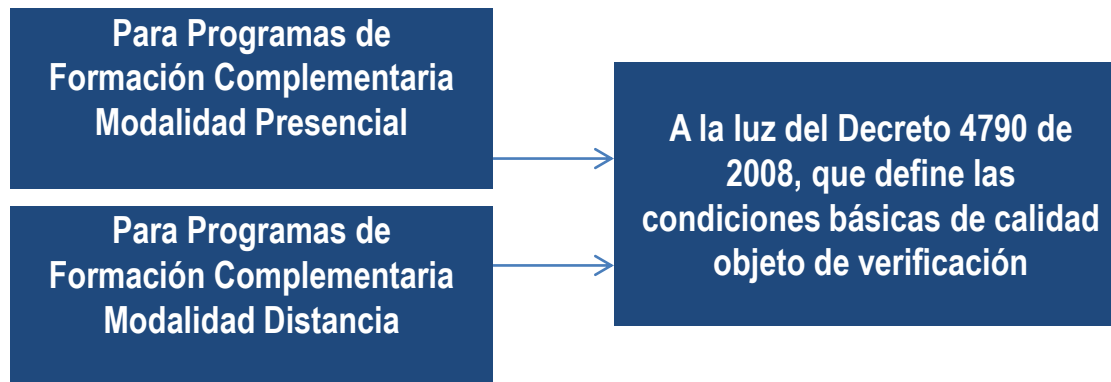 Para Programas de
Formación Complementaria
Modalidad Presencial
Para Programas de
Formación Complementaria
Modalidad Distancia
A la luz del Decreto 4790 de
2008, que define las
condiciones básicas de calidad
objeto de verificación